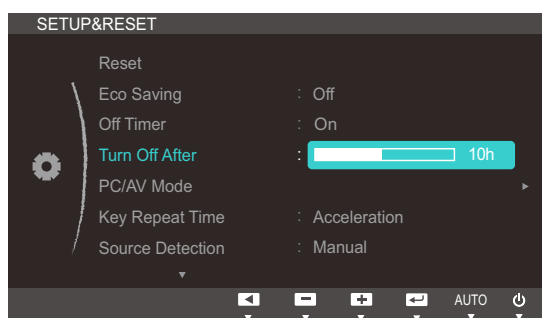 SETUP&RESET
Reset
Eco Saving : Off
Off Timer : On
Turn Off After : 10h
PC/AV Mode
Key Repeat Time : Acceleration
Source Detection : Manual
AUTO